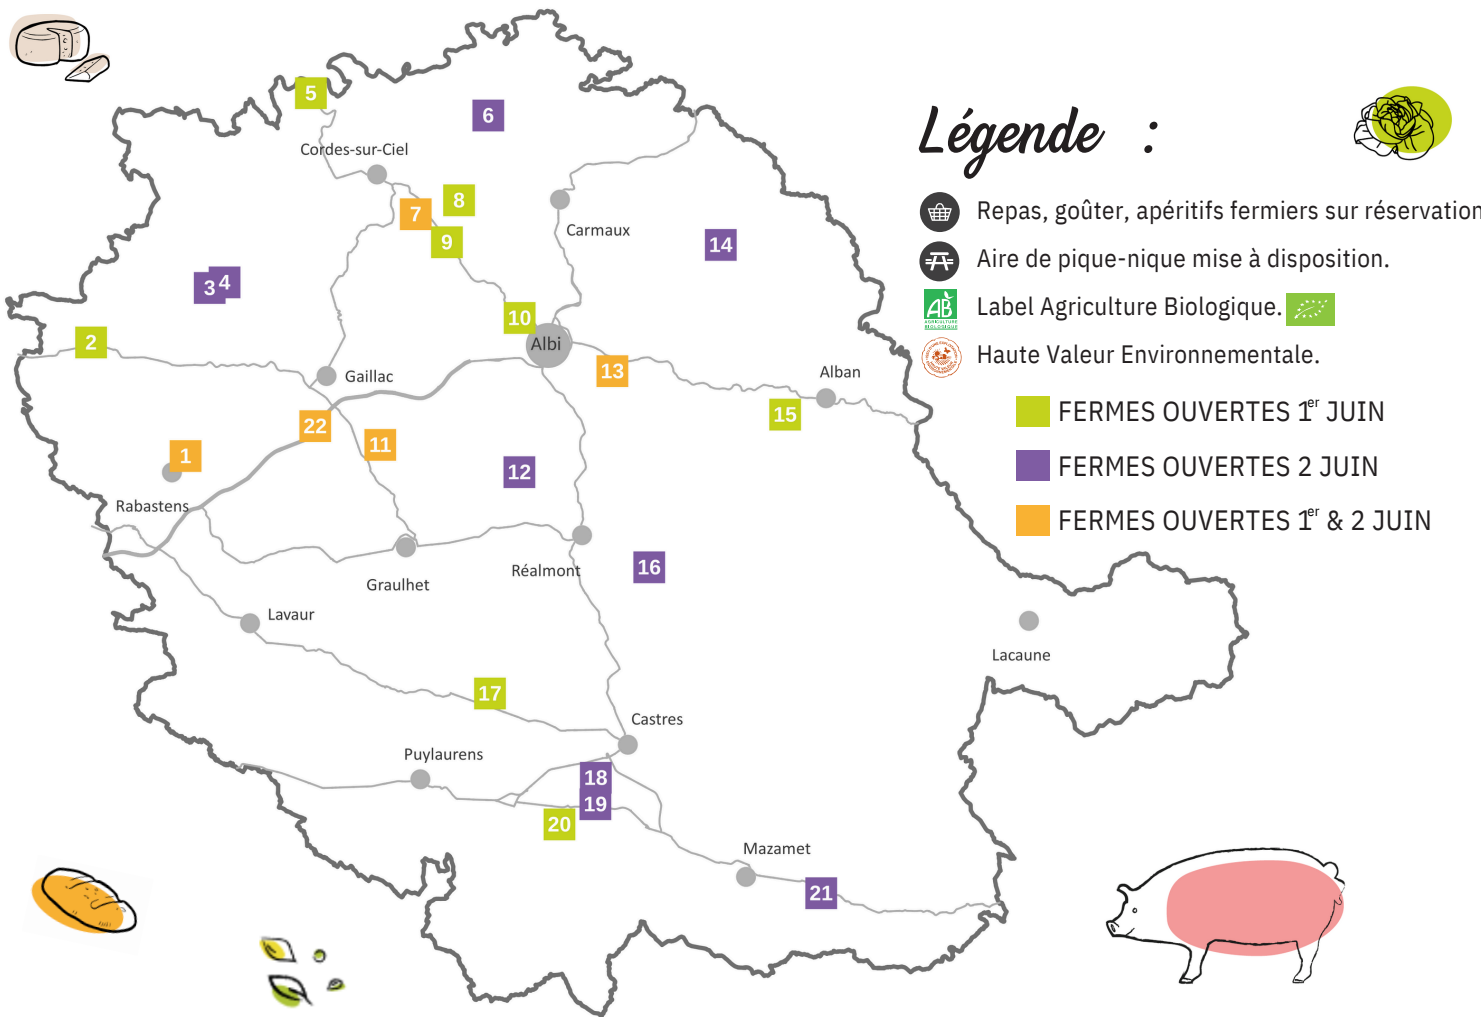 5
6
Légende :
Cordes-sur-Ciel
8
7
9
Carmaux
14
Repas, goûter, apéritifs fermiers sur réservation
Aire de pique-nique mise à disposition.
AB
AGRICULTURE
BIOLOGIQUE
Label Agriculture Biologique.
Haute Valeur Environnementale.
3
4
2
10
Albi
Gaillac
13
Alban
15
FERMES OUVERTES 1er JUIN
22
11
1
12
FERMES OUVERTES 2 JUIN
Rabastens
FERMES OUVERTES 1er & 2 JUIN
Graulhet
Réalmont
16
Lavaur
Lacaune
17
Castres
Puylaurens
18
19
20
Mazamet
21